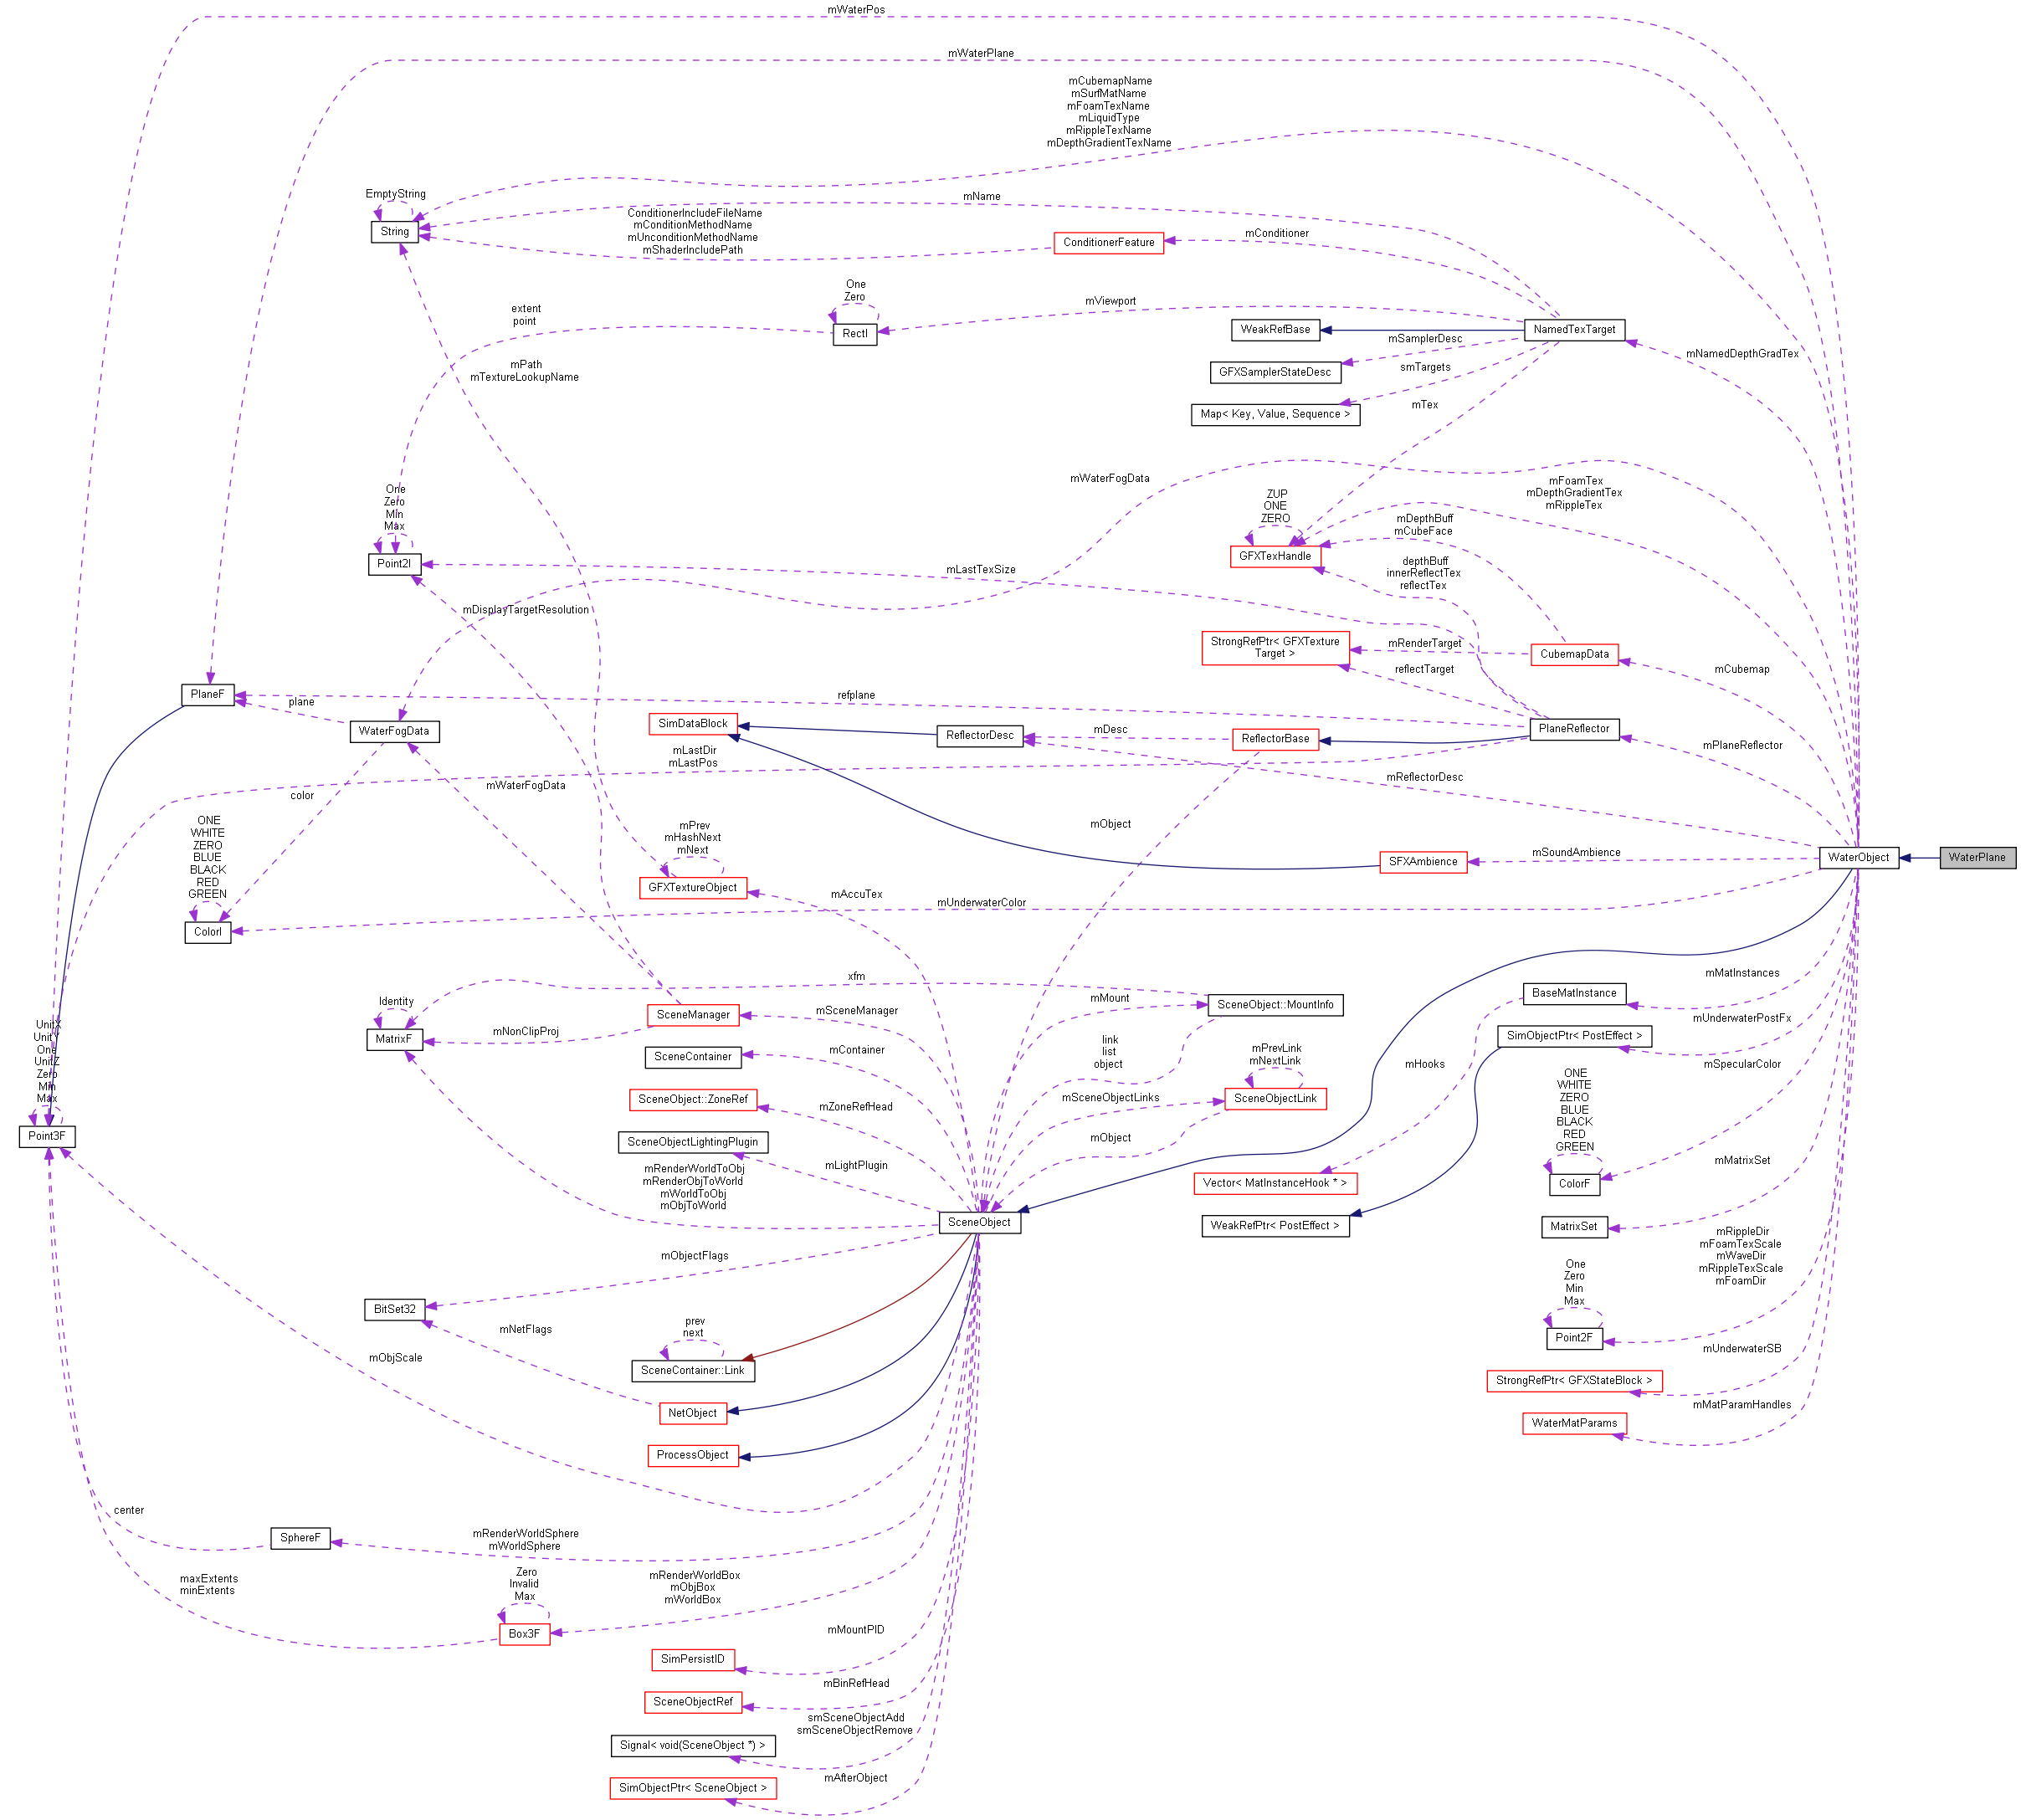 mWaterPos
mWaterPlane
mCubemapName
mSurfMatName
mFoamTexName
mLiquidType
mRippleTexName
mDepthGradientTexName
EmptyString
String
mName
ConditionerIncludeFileName
mConditionMethodName
mUnconditionMethodName
mShaderIncludePath
ConditionerFeature
mConditioner
One
Zero
RectI
extent
point
mViewport
WeakRefBase
NamedTexTarget
mNamedDepthGradTex
mSamplerDesc
GFXSamplerStateDesc
smTargets
Map< Key, Value, Sequence >
mTex
mPath
mTextureLookupName
mWaterFogData
mFoamTex
mDepthGradientTex
mRippleTex
One
Zero
Min
Max
Point2I
ZUP
ONE
ZERO
GFXTexHandle
mDepthBuff
mCubeFace
depthBuff
innerReflectTex
reflectTex
mLastTexSize
mDisplayTargetResolution
StrongRefPtr< GFXTexture
Target >
mRenderTarget
reflectTarget
CubemapData
mCubemap
PlaneF
plane
WaterFogData
refplane
SimDataBlock
ReflectorDesc
mDesc
ReflectorBase
PlaneReflector
mPlaneReflector
mLastDir
mLastPos
mReflectorDesc
color
mWaterFogData
ONE
WHITE
ZERO
BLUE
BLACK
RED
GREEN
ColorI
mPrev
mHashNext
mNext
GFXTextureObject
mAccuTex
mObject
SFXAmbience
mSoundAmbience
WaterObject
WaterPlane
mUnderwaterColor
Identity
MatrixF
xfm
mNonClipProj
SceneManager
mSceneManager
mMount
SceneObject::MountInfo
BaseMatInstance
mMatInstances
SceneContainer
mContainer
link
list
object
SimObjectPtr< PostEffect >
mUnderwaterPostFx
mHooks
UnitX
UnitY
One
UnitZ
Zero
Min
Max
Point3F
SceneObject::ZoneRef
mZoneRefHead
mSceneObjectLinks
mPrevLink
mNextLink
SceneObjectLink
mObject
mSpecularColor
ONE
WHITE
ZERO
BLUE
BLACK
RED
GREEN
ColorF
SceneObjectLightingPlugin
mLightPlugin
mRenderWorldToObj
mRenderObjToWorld
mWorldToObj
mObjToWorld
SceneObject
Vector< MatInstanceHook * >
WeakRefPtr< PostEffect >
mMatrixSet
MatrixSet
mObjectFlags
BitSet32
mNetFlags
mRippleDir
mFoamTexScale
mWaveDir
mRippleTexScale
mFoamDir
One
Zero
Min
Max
Point2F
prev
next
SceneContainer::Link
mObjScale
mUnderwaterSB
StrongRefPtr< GFXStateBlock >
NetObject
mMatParamHandles
WaterMatParams
ProcessObject
center
SphereF
mRenderWorldSphere
mWorldSphere
maxExtents
minExtents
Zero
Invalid
Max
Box3F
mRenderWorldBox
mObjBox
mWorldBox
SimPersistID
mMountPID
SceneObjectRef
mBinRefHead
smSceneObjectAdd
smSceneObjectRemove
Signal< void(SceneObject *) >
mAfterObject
SimObjectPtr< SceneObject >